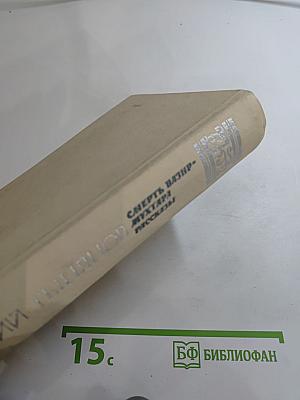 СМЕРТЬ ВАЗИР-
МУХТАРА
РАССКАЗЫ
15с
БФ БИБЛИОФАН